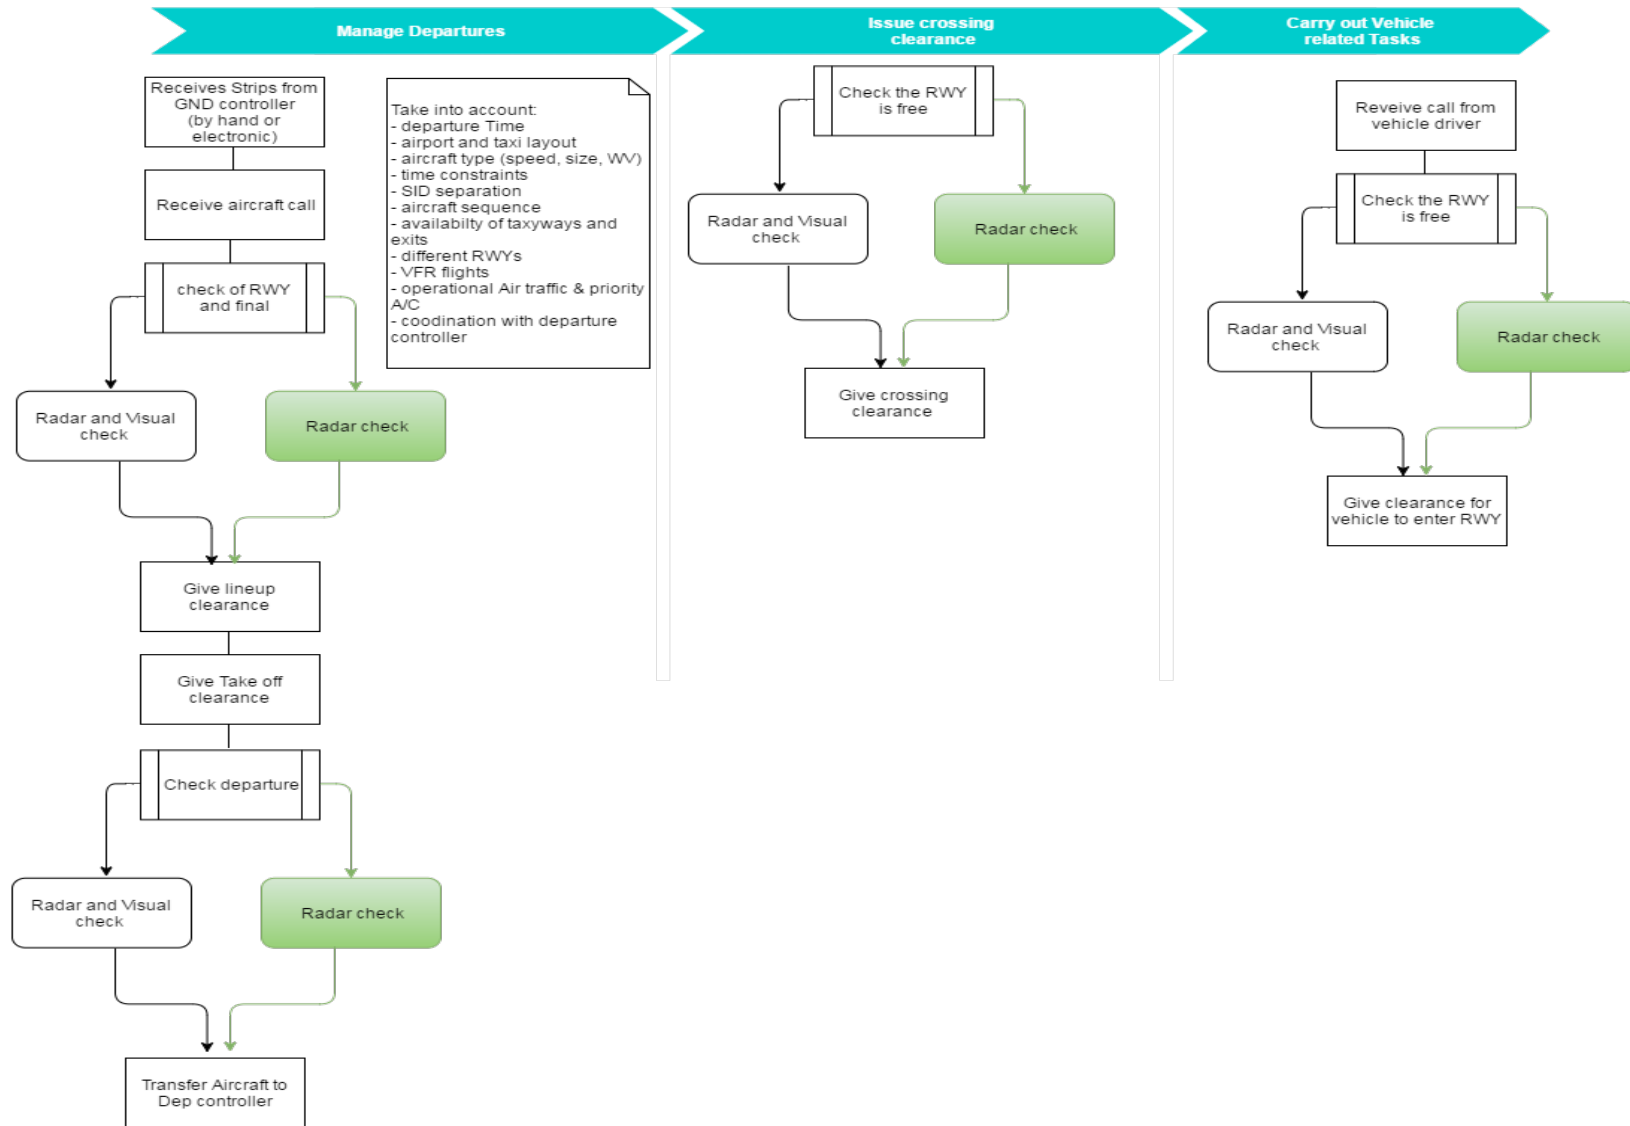 Manage Departures
Issue crossing
clearance
Carry out Vehicle
related Tasks
Receives Strips from
GND controller
(by hand or
electronic)
Receive aircraft call
check of RWY
and final
Radar and Visual
check
Radar check
Give lineup
clearance
Give Take off
clearance
Check departure
Radar and Visual
check
Radar check
Transfer Aircraft to
Dep controller
Take into account:
- departure Time
- airport and taxi layout
- aircraft type (speed, size, WV)
- time constraints
- SID separation
- aircraft sequence
- availabilty of taxyways and
exits
- different RWYs
- VFR flights
- operational Air traffic & priority
A/C
- coodination with departure
controller
Check the RWY
is free
Radar and Visual
check
Radar check
Give crossing
clearance
Reveive call from
vehicle driver
Check the RWY
is free
Radar and Visual
check
Radar check
Give clearance for
vehicle to enter RWY